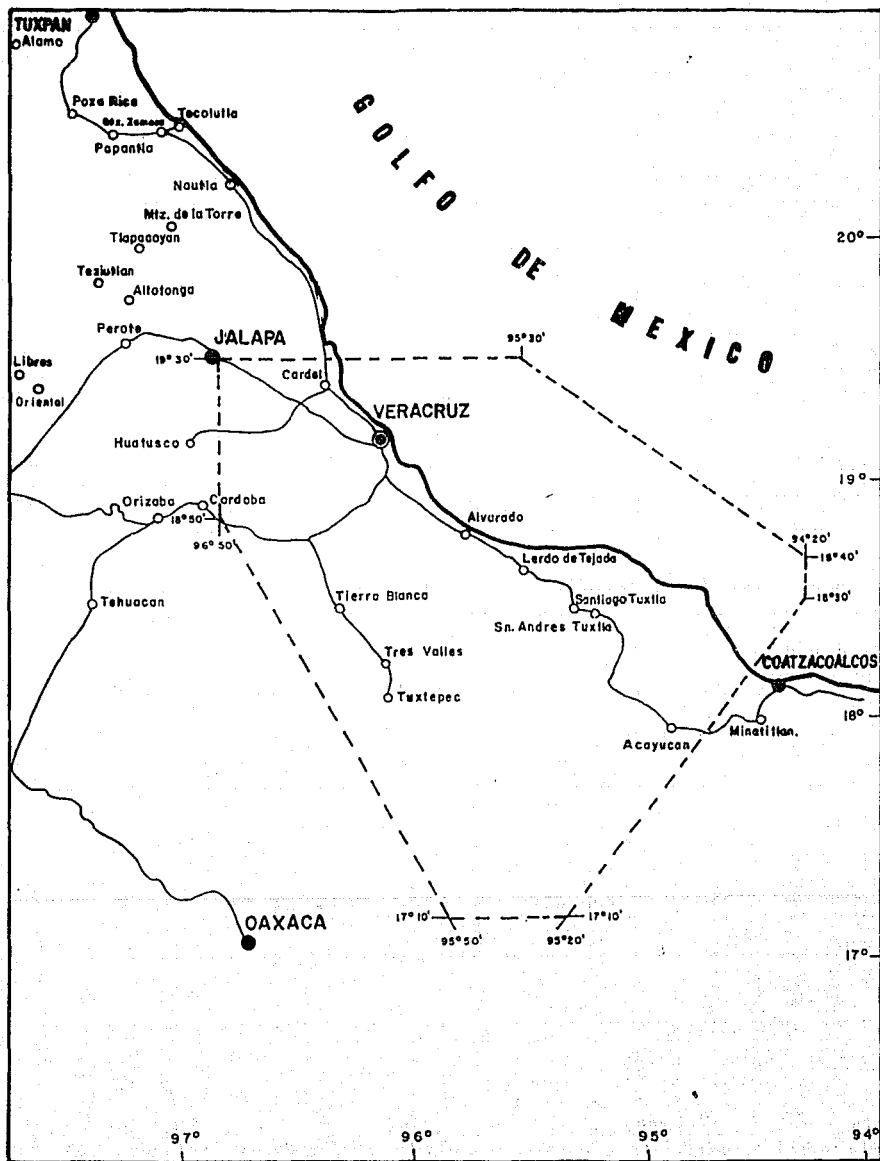 TUXPAN
Alamo
Poza Rica
Gtz. Zamora
Tecolutla
Papantla
GOLFO DE MEXICO
Nautla
Mtz. de la Torre
Tlapacoyan
20°
Teziutlan
Altotonga
Perote
JALAPA
95°30'
19°30'
Libres
Oriental
Cardel
VERACRUZ
Huatusco
19°
Orizaba
Cordoba
18°50'
96°50'
Alvarado
94°20'
18°40'
Lerdo de Tejada
18°30'
Tehuacan
Tierra Blanca
Santiago Tuxtla
Sn. Andres Tuxtla
Tres Valles
COATZACOALCOS
Tuxtepec
18°
Acayucan
Minatitlan.
OAXACA
17°10'
17°10'
95°50'
95°20'
17°
97°
96°
95°
94°